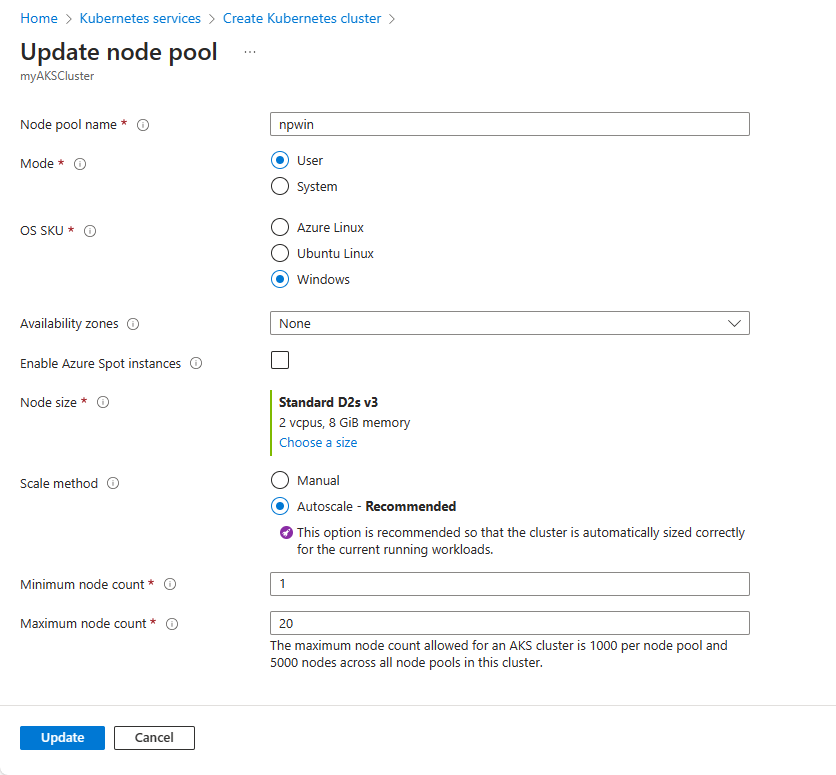 Home > Kubernetes services > Create Kubernetes cluster >
Update node pool ...
myAKSCluster
Node pool name *
npwin
Mode *
User
System
OS SKU *
Azure Linux
Ubuntu Linux
Windows
Availability zones
None
Enable Azure Spot instances
Node size *
Standard D2s v3
2 vcpus, 8 GiB memory
Choose a size
Scale method
Manual
Autoscale - Recommended
This option is recommended so that the cluster is automatically sized correctly
for the current running workloads.
Minimum node count *
1
Maximum node count *
20
The maximum node count allowed for an AKS cluster is 1000 per node pool and
5000 nodes across all node pools in this cluster.
Update
Cancel